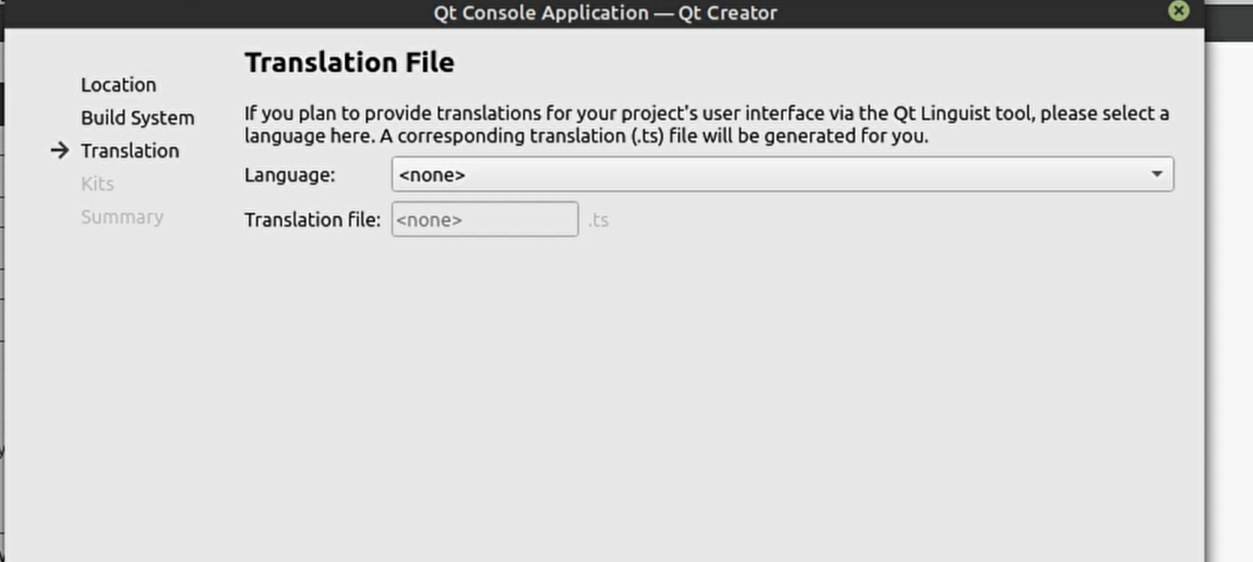 Qt Console Application — Qt Creator
Translation File
Location
Build System
Translation
Kits
Summary
If you plan to provide translations for your project's user interface via the Qt Linguist tool, please select a
language here. A corresponding translation (.ts) file will be generated for you.
Language: <none>
Translation file: <none> .ts